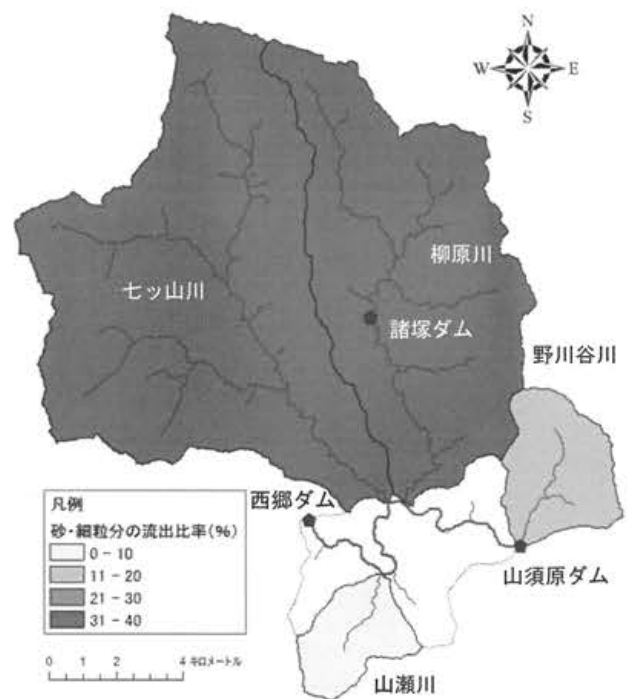 N
W E
S
柳原川
七ッ山川
諸塚ダム
野川谷川
西郷ダム
山須原ダム
山瀬川
凡例
砂・細粒分の流出比率(%)
0 - 10
11 - 20
21 - 30
31 - 40
0 1 2 4 キロメートル